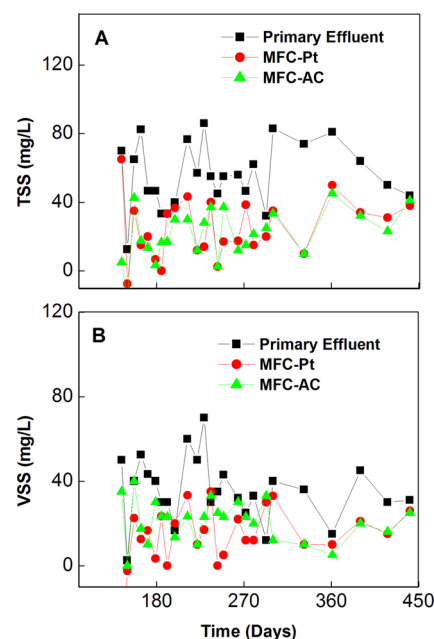 A
Primary Effluent
MFC-Pt
MFC-AC
120
80
40
0
TSS (mg/L)
B
Primary Effluent
MFC-Pt
MFC-AC
120
80
40
0
VSS (mg/L)
180 270 360 450
Time (Days)